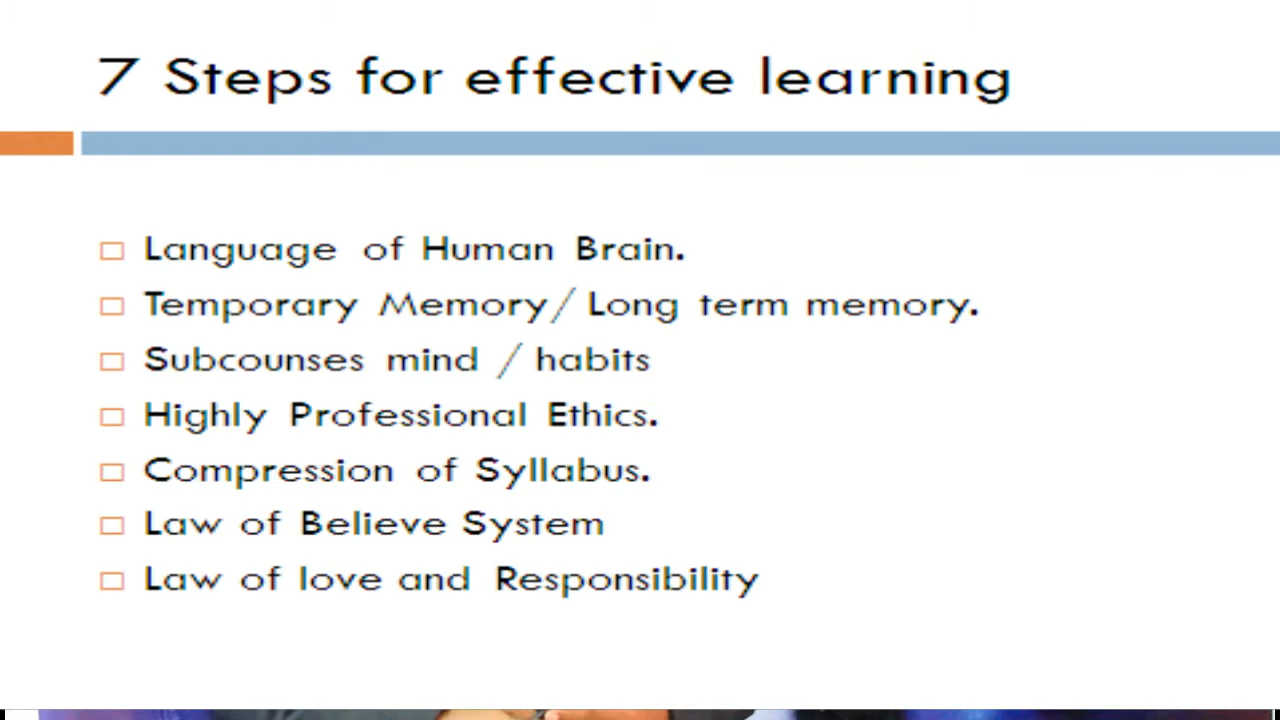 7 Steps for effective learning
Language of Human Brain.
Temporary Memory/ Long term memory.
Subcounses mind / habits
Highly Professional Ethics.
Compression of Syllabus.
Law of Believe System
Law of love and Responsibility